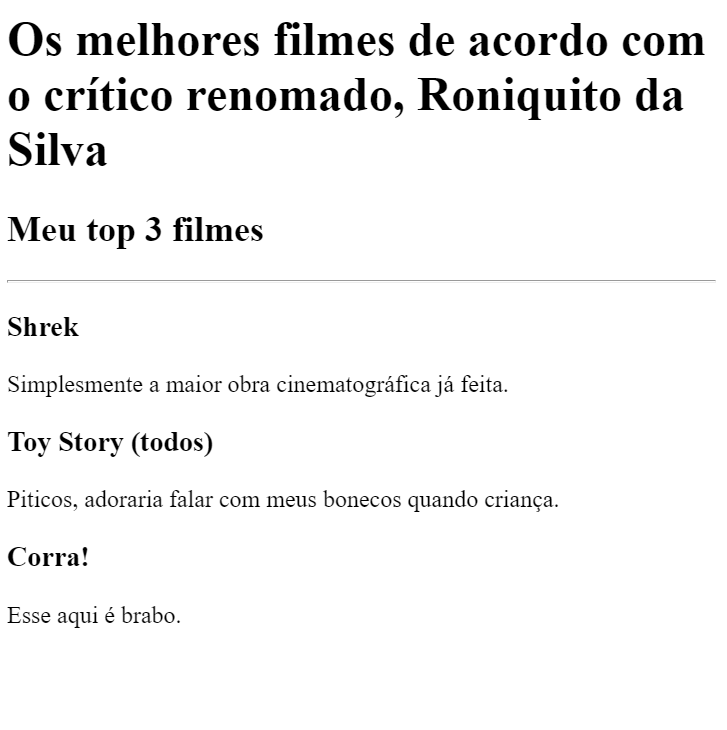 Os melhores filmes de acordo com
o crítico renomado, Roniquito da
Silva
Meu top 3 filmes
Shrek
Simplesmente a maior obra cinematográfica já feita.
Toy Story (todos)
Piticos, adoraria falar com meus bonecos quando criança.
Corra!
Esse aqui é brabo.